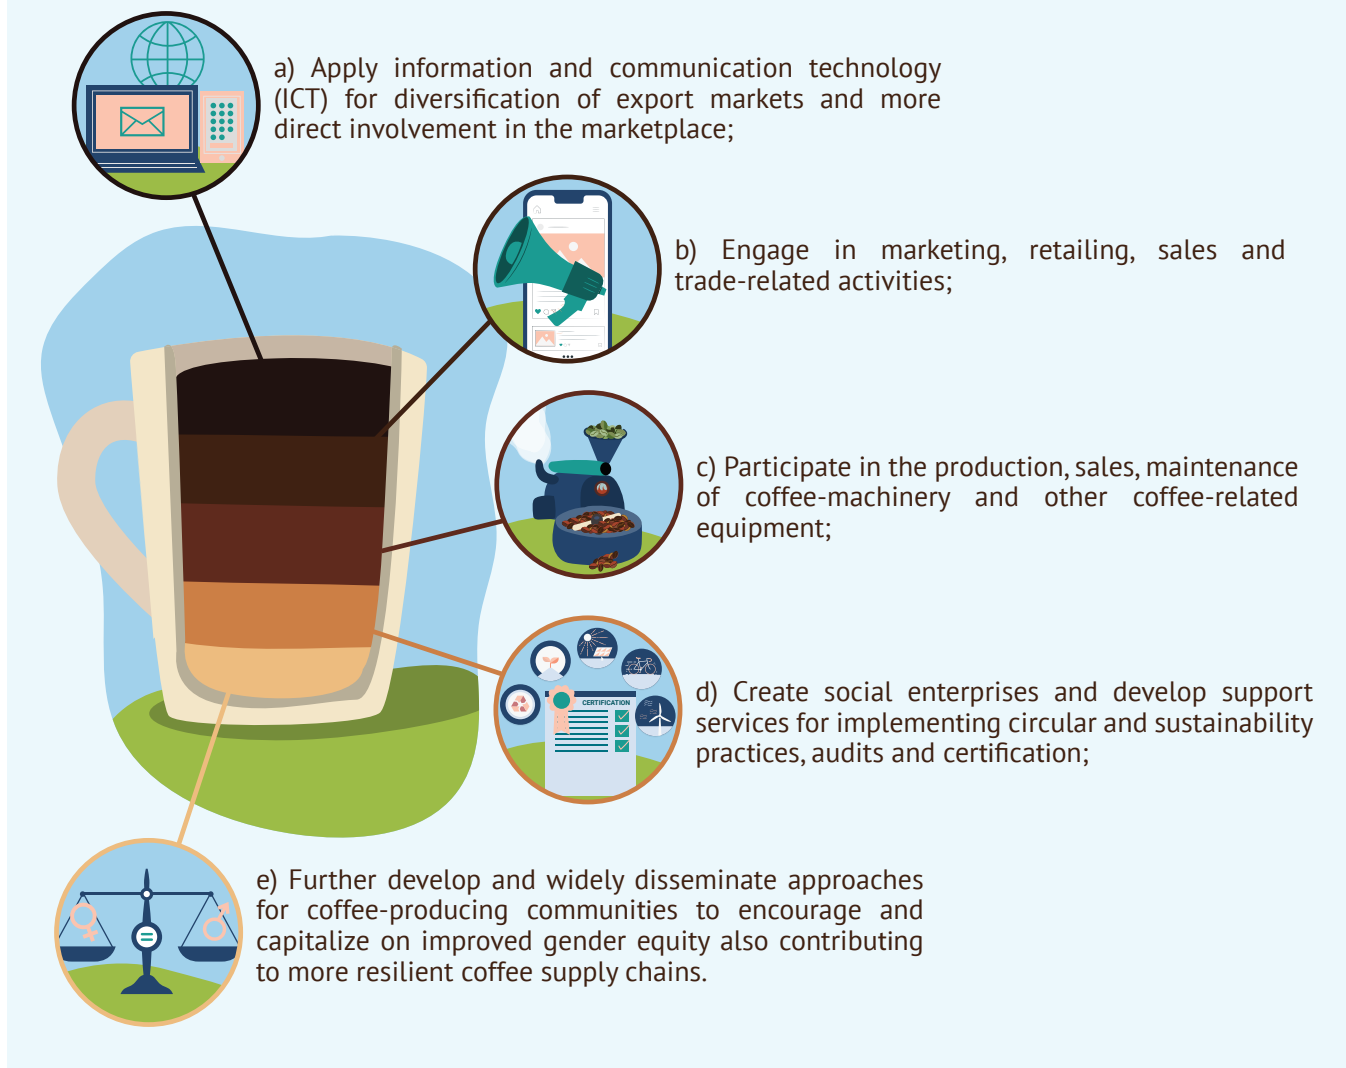 a) Apply information and communication technology
(ICT) for diversification of export markets and more
direct involvement in the marketplace;
b) Engage in marketing, retailing, sales and
trade-related activities;
c) Participate in the production, sales, maintenance
of coffee-machinery and other coffee-related
equipment;
CERTIFICATION
d) Create social enterprises and develop support
services for implementing circular and sustainability
practices, audits and certification;
e) Further develop and widely disseminate approaches
for coffee-producing communities to encourage and
capitalize on improved gender equity also contributing
to more resilient coffee supply chains.